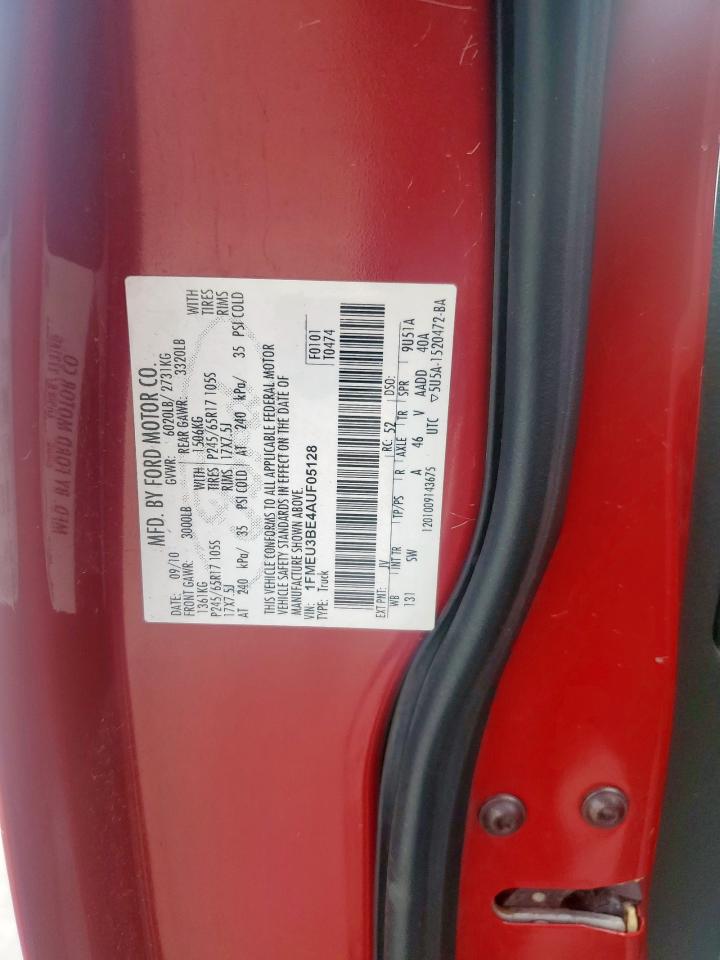 MFD. BY FORD MOTOR CO.
DATE: 09/10 GVWR: 6020LB/ 2731KG
FRONT GAWR: 3000LB REAR GAWR: 3320LB
1361KG WITH 1506KG WITH
P245/65R17 105S TIRES P245/65R17 105S TIRES
17X7.5J RIMS 17X7.5J RIMS
AT 240 kPa/ 35 PSI COLD AT 240 kPa/ 35 PSI COLD
THIS VEHICLE CONFORMS TO ALL APPLICABLE FEDERAL MOTOR
VEHICLE SAFETY STANDARDS IN EFFECT ON THE DATE OF
MANUFACTURE SHOWN ABOVE.
VIN: 1FMEU3BE4AUF05128 F0101
TYPE: Truck T0474
EXT PNT: JV RC: 52 DSO:
WB INT TR TP/PS R AXLE TR SPR 9U51A
131 SW A 46 V AADD 40A
1201009143675 UTC ▽5U5A-1520472-BA